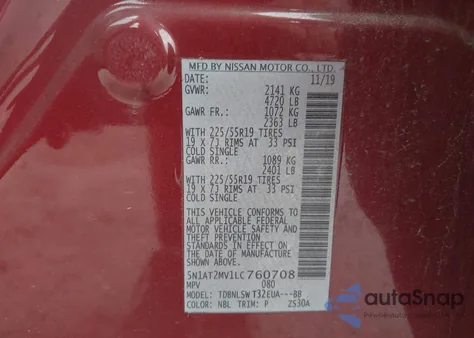 MFD BY NISSAN MOTOR CO., LTD.
DATE: 11/19
GVWR: 2141 KG
4720 LB
GAWR FR.: 1072 KG
2363 LB
WITH 225/55R19 TIRES
19 X 7J RIMS AT 33 PSI
COLD SINGLE
GAWR RR.: 1089 KG
2401 LB
WITH 225/55R19 TIRES
19 X 7J RIMS AT 33 PSI
COLD SINGLE
THIS VEHICLE CONFORMS TO
ALL APPLICABLE FEDERAL
MOTOR VEHICLE SAFETY AND
THEFT PREVENTION
STANDARDS IN EFFECT ON
THE DATE OF MANUFACTURE
SHOWN ABOVE.
5N1AT2MV1LC760708
MPV 080
MODEL: TDBNLSWT32EUA---BB
COLOR: NBL TRIM: P ZS30A
autoSnap